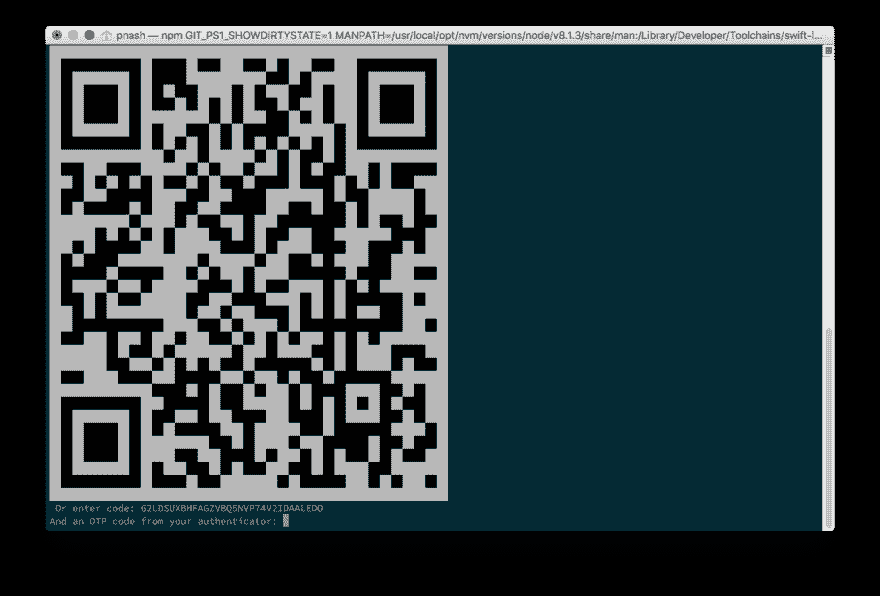 pnash — npm GIT_PS1_SHOWDIRTYSTATE=1 MANPATH=/usr/local/opt/nvm/versions/node/v8.1.3/share/man:/Library/Developer/Toolchains/swift-l...
Or enter code:
And an OTP code from your authenticator: